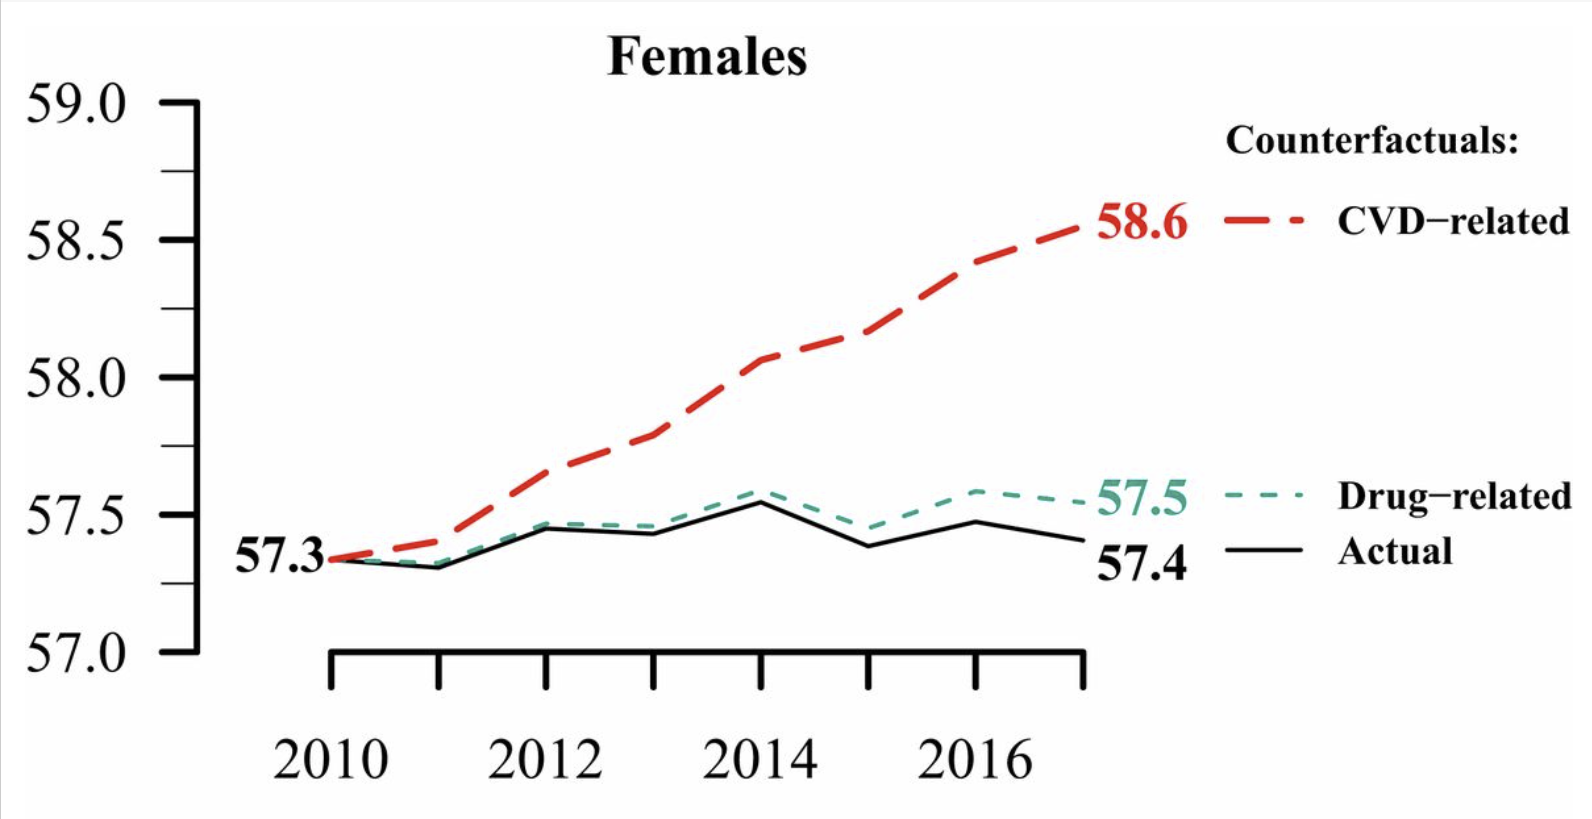 Females
59.0
Counterfactuals:
58.6 CVD−related
58.5
58.0
57.5
57.5 Drug−related
57.3
57.4 Actual
57.0
2010 2012 2014 2016